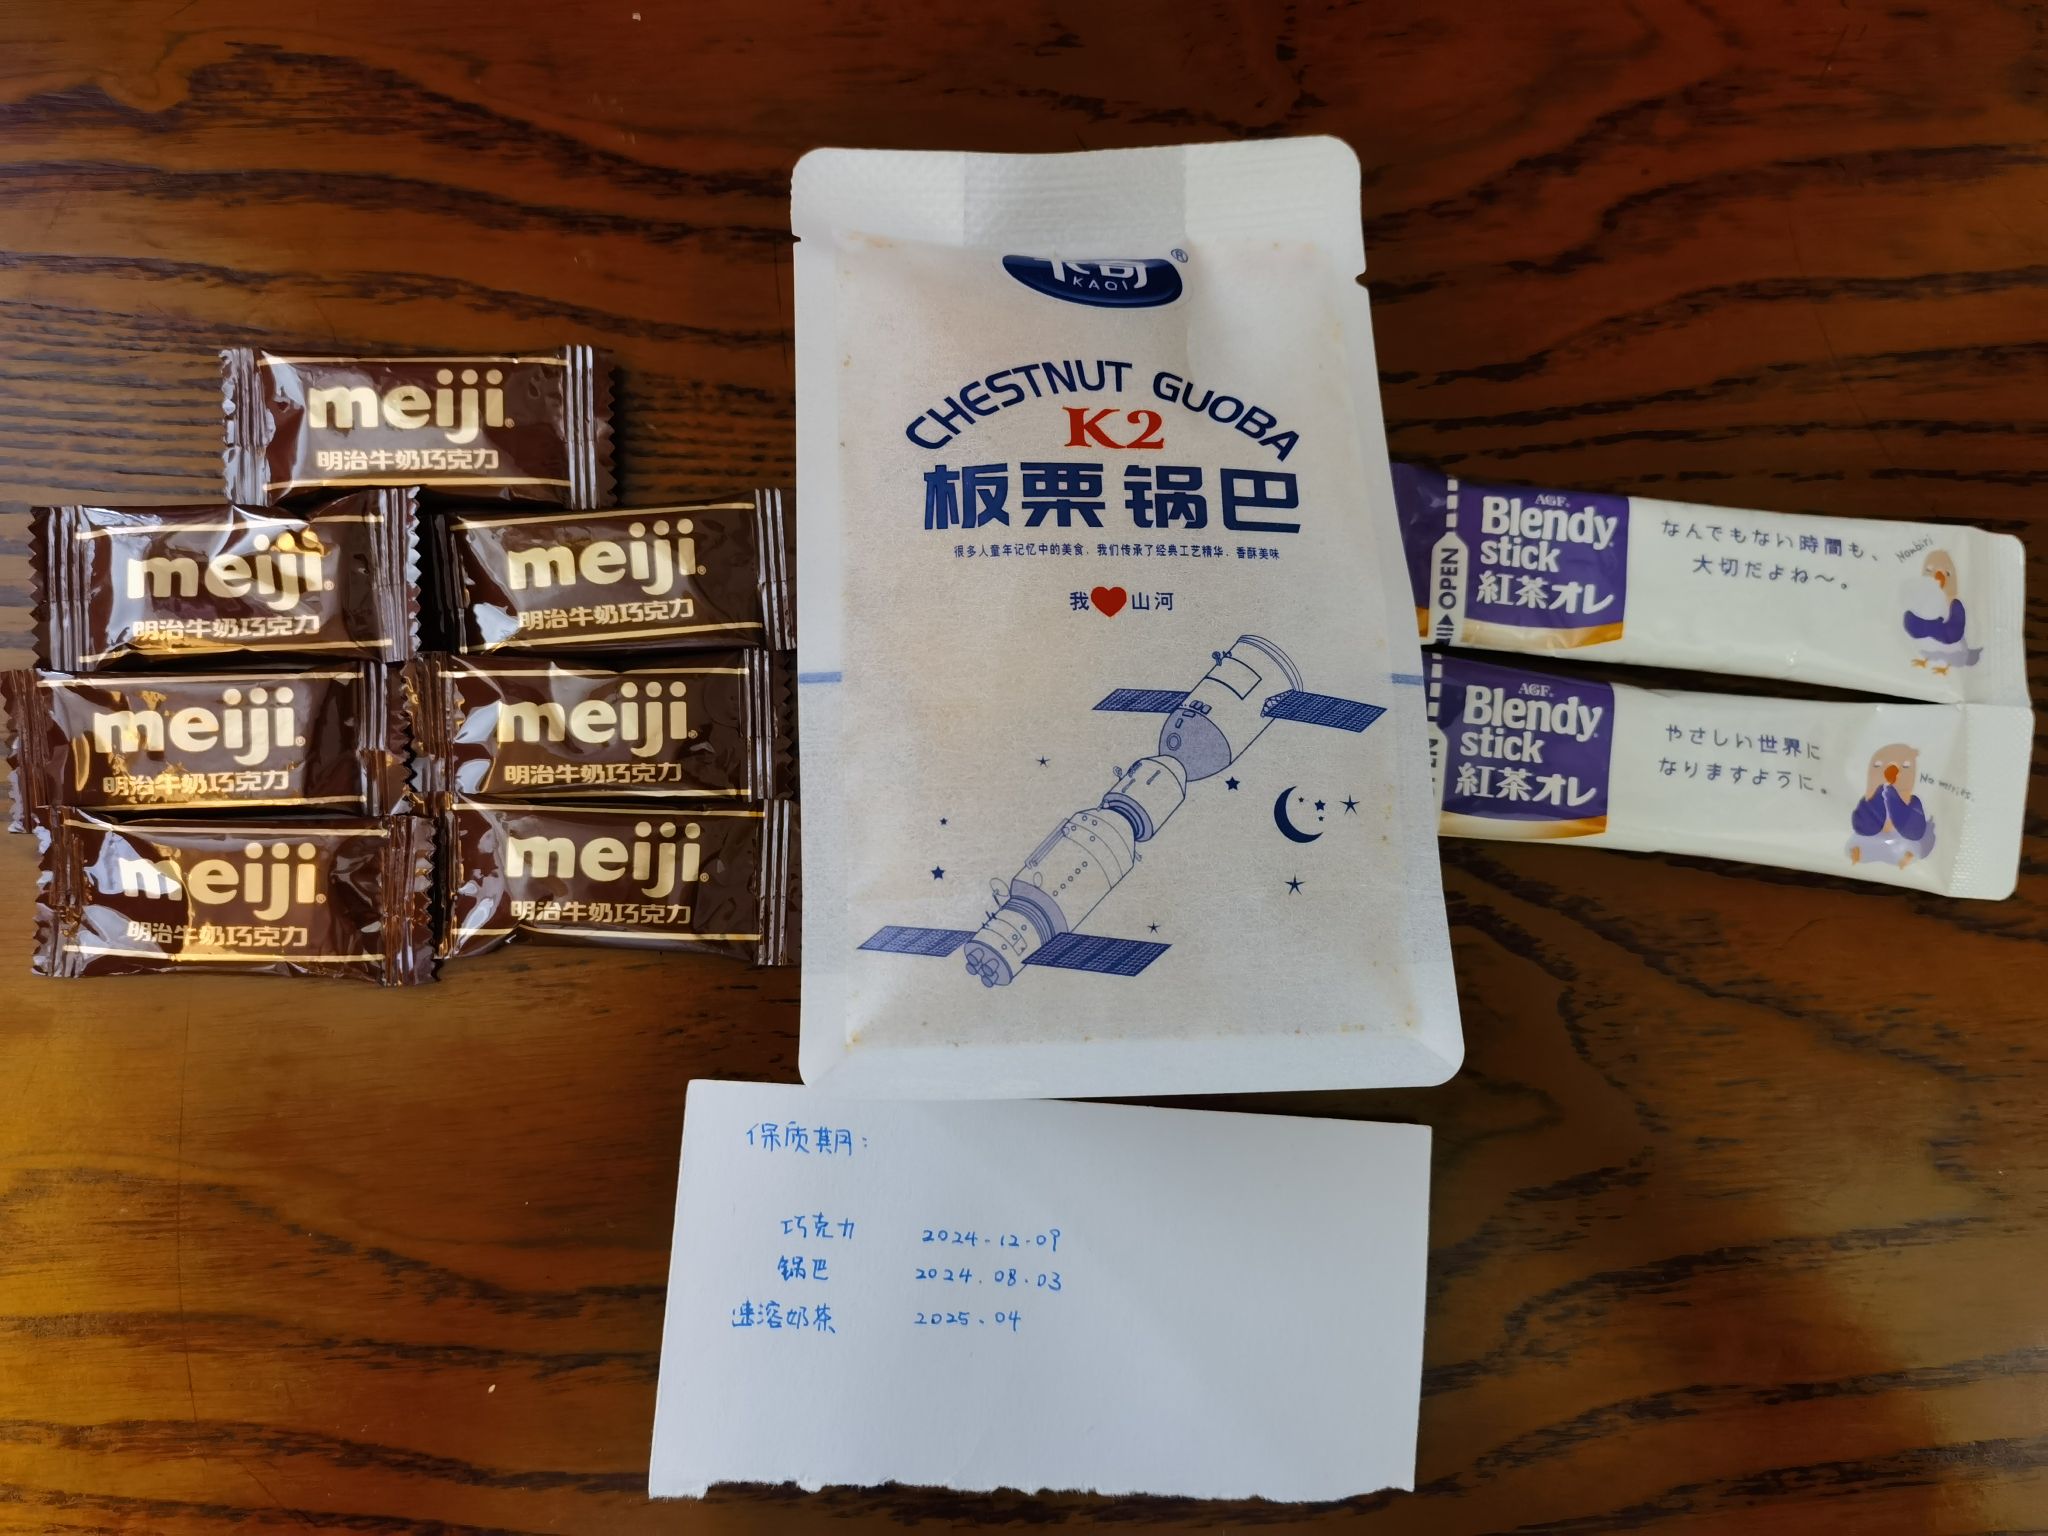 meiji
明治牛奶巧克力
meiji
明治牛奶巧克力
meiji
明治牛奶巧克力
meiji
明治牛奶巧克力
meiji
明治牛奶巧克力
meiji
明治牛奶巧克力
meiji
明治牛奶巧克力
KAQI
CHESTNUT GUOBA
K2
板栗锅巴
很多人童年记忆中的美食，我们传承了经典工艺精华，香酥美味
我❤山河
OPEN
AGF
Blendy
stick
紅茶オレ
なんでもない時間も、
大切だよね～。
AGF
Blendy
stick
紅茶オレ
やさしい世界に
なりますように。
保质期：
巧克力 2024.12.09
锅巴 2024.08.03
速溶奶茶 2025.04